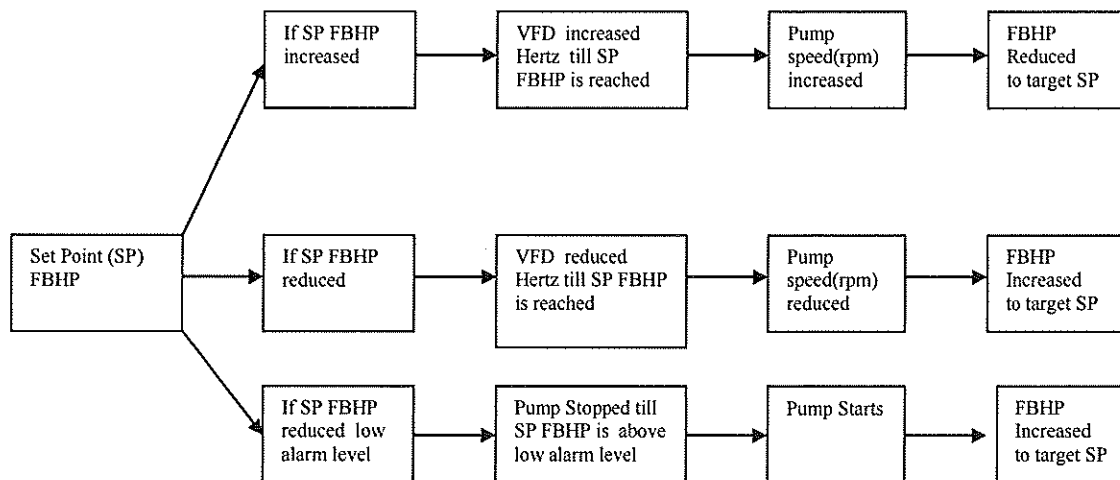 If SP FBHP
increased
VFD increased
Hertz till SP
FBHP is reached
Pump
speed(rpm)
increased
FBHP
Reduced
to target SP
Set Point (SP)
FBHP
If SP FBHP
reduced
VFD reduced
Hertz till SP FBHP
is reached
Pump
speed(rpm)
reduced
FBHP
Increased
to target SP
If SP FBHP
reduced low
alarm level
Pump Stopped till
SP FBHP is above
low alarm level
Pump Starts
FBHP
Increased
to target SP